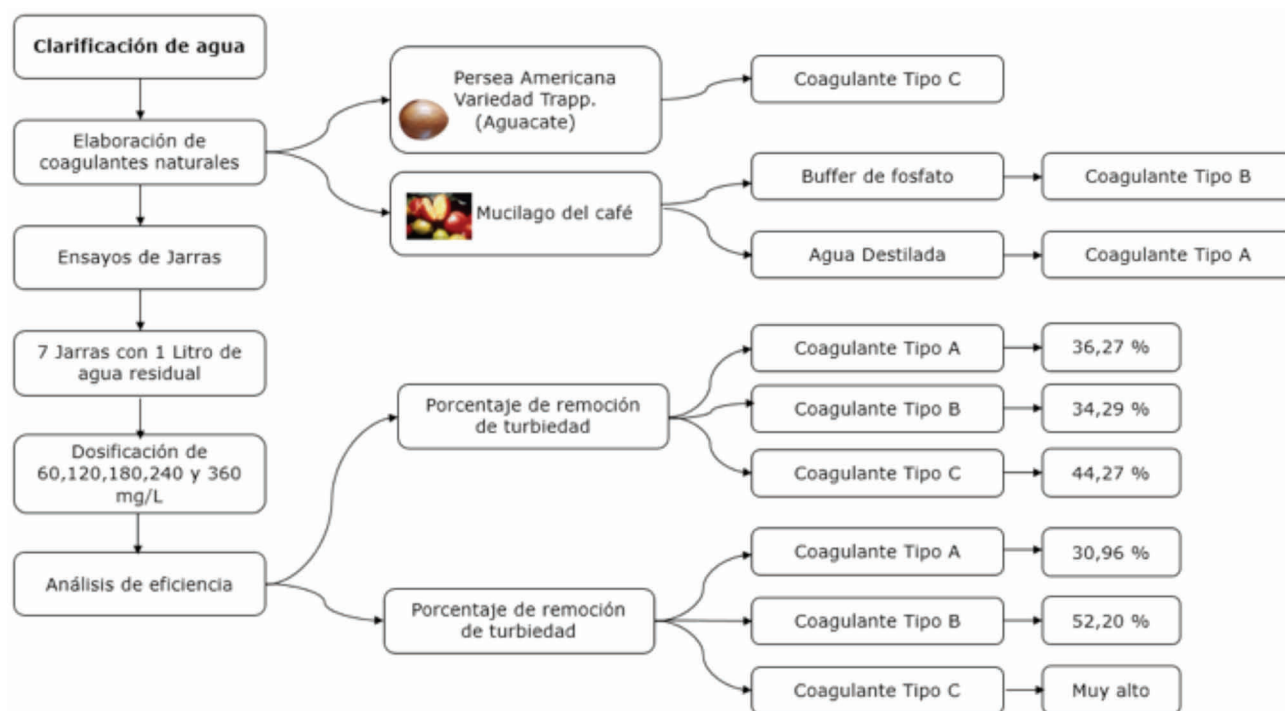 Clarificación de agua
Elaboración de
coagulantes naturales
Ensayos de Jarras
7 Jarras con 1 Litro de
agua residual
Dosificación de
60,120,180,240 y 360
mg/L
Análisis de eficiencia
Persea Americana
Variedad Trapp.
(Aguacate)
Coagulante Tipo C
Mucilago del café
Buffer de fosfato
Coagulante Tipo B
Agua Destilada
Coagulante Tipo A
Porcentaje de remoción
de turbiedad
Coagulante Tipo A
36,27 %
Coagulante Tipo B
34,29 %
Coagulante Tipo C
44,27 %
Porcentaje de remoción
de turbiedad
Coagulante Tipo A
30,96 %
Coagulante Tipo B
52,20 %
Coagulante Tipo C
Muy alto